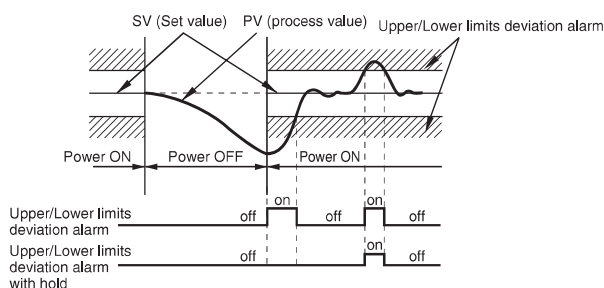 SV (Set value) PV (process value) Upper/Lower limits deviation alarm
Power ON Power OFF Power ON
Upper/Lower limits
deviation alarm
off on off on off
Upper/Lower limits
deviation alarm
with hold
off on off